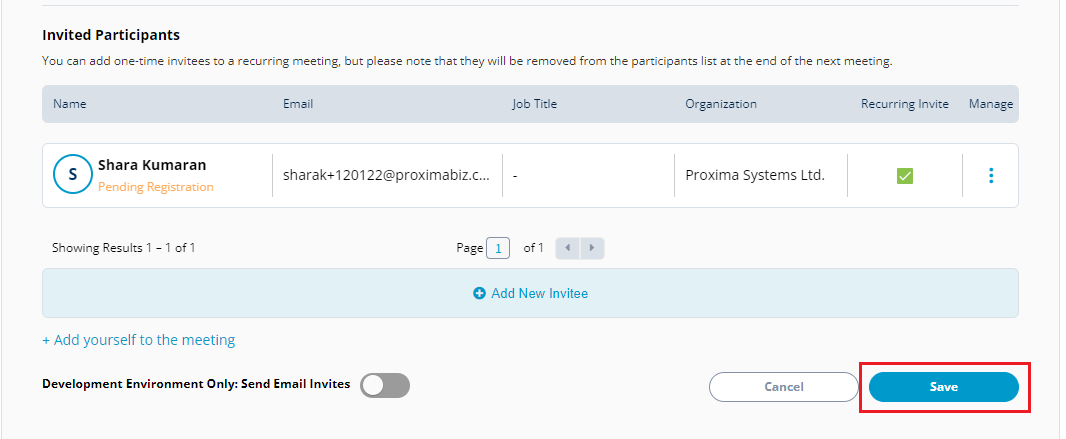 Invited Participants
You can add one-time invitees to a recurring meeting, but please note that they will be removed from the participants list at the end of the next meeting.
Name Email Job Title Organization Recurring Invite Manage
S Shara Kumaran sharak+120122@proximabiz.c... - Proxima Systems Ltd.
Pending Registration
Showing Results 1 – 1 of 1 Page 1 of 1
Add New Invitee
+ Add yourself to the meeting
Development Environment Only: Send Email Invites Cancel Save